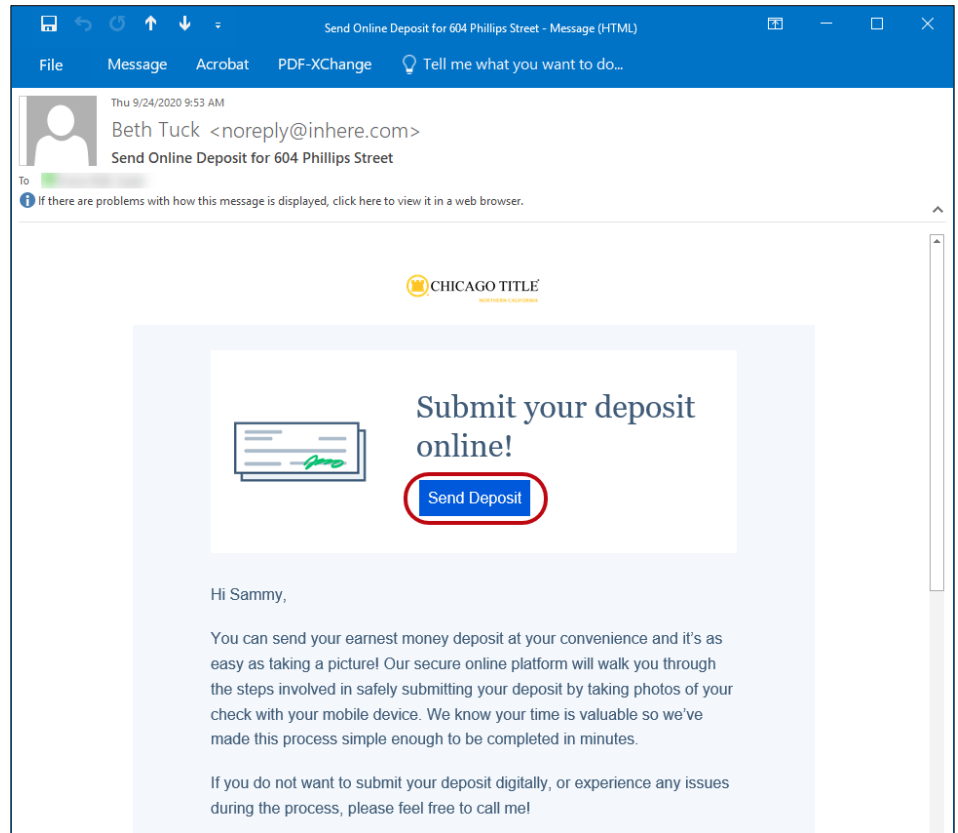 Send Online Deposit for 604 Phillips Street - Message (HTML)
File Message Acrobat PDF-XChange Tell me what you want to do...
Thu 9/24/2020 9:53 AM
Beth Tuck <noreply@inhere.com>
Send Online Deposit for 604 Phillips Street
To
If there are problems with how this message is displayed, click here to view it in a web browser.
CHICAGO TITLE
NORTHERN CALIFORNIA
Submit your deposit
online!
Send Deposit
Hi Sammy,
You can send your earnest money deposit at your convenience and it's as
easy as taking a picture! Our secure online platform will walk you through
the steps involved in safely submitting your deposit by taking photos of your
check with your mobile device. We know your time is valuable so we've
made this process simple enough to be completed in minutes.
If you do not want to submit your deposit digitally, or experience any issues
during the process, please feel free to call me!